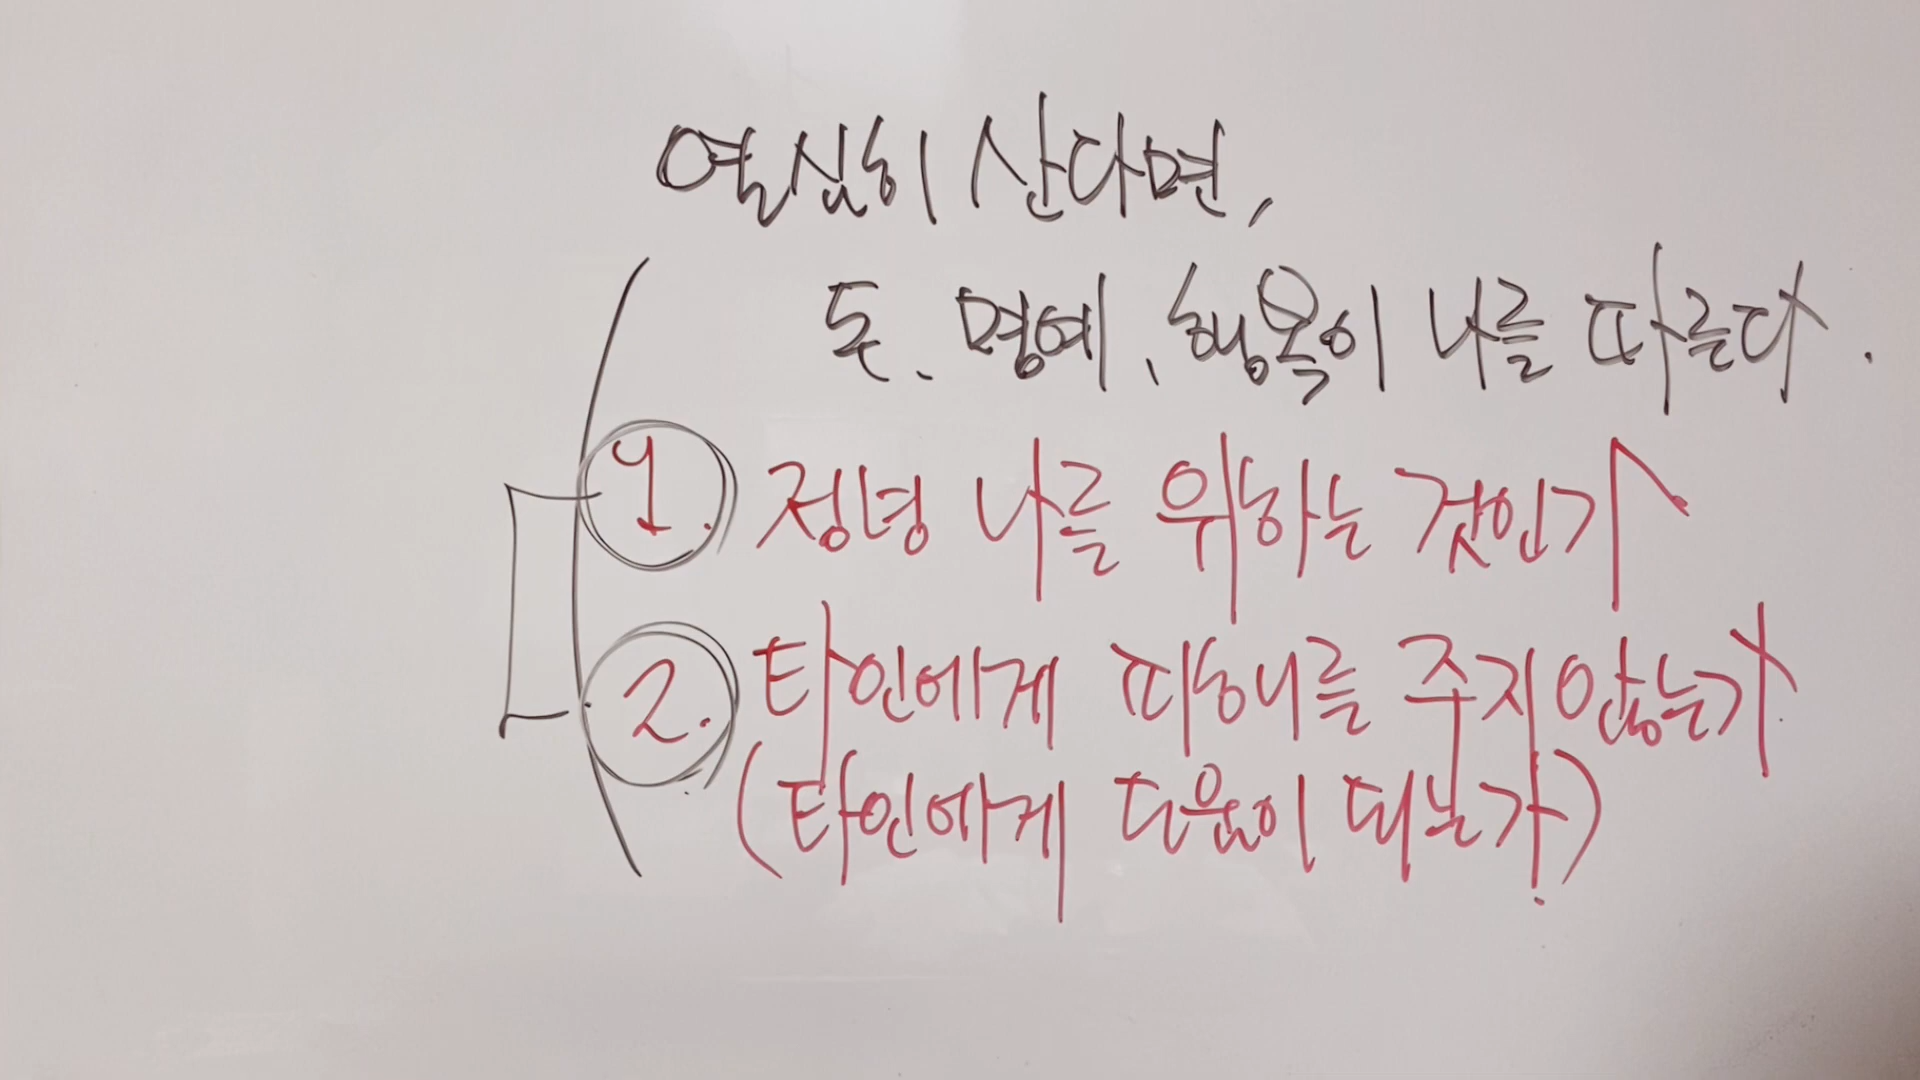 열심히 산다면,
돈、명예、행복이 나를 따른다.
1. 정녕 나를 위하는 것인가
2. 타인에게 피해를 주지 않는가
(타인에게 도움이 되는가)